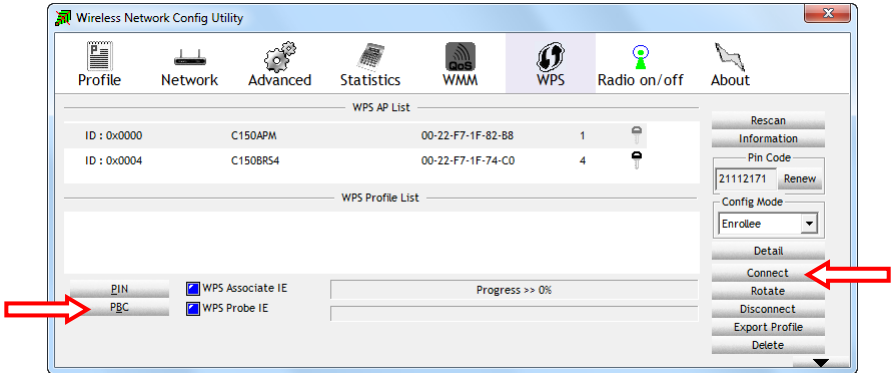 Wireless Network Config Utility
Profile Network Advanced Statistics QoS WMM WPS Radio on/off About
WPS AP List
ID : 0x0000 C150APM 00-22-F7-1F-82-B8 1
ID : 0x0004 C150BRS4 00-22-F7-1F-74-C0 4
WPS Profile List
PIN
PBC
WPS Associate IE
WPS Probe IE
Progress >> 0%
Rescan
Information
Pin Code
21112171 Renew
Config Mode
Enrollee
Detail
Connect
Rotate
Disconnect
Export Profile
Delete